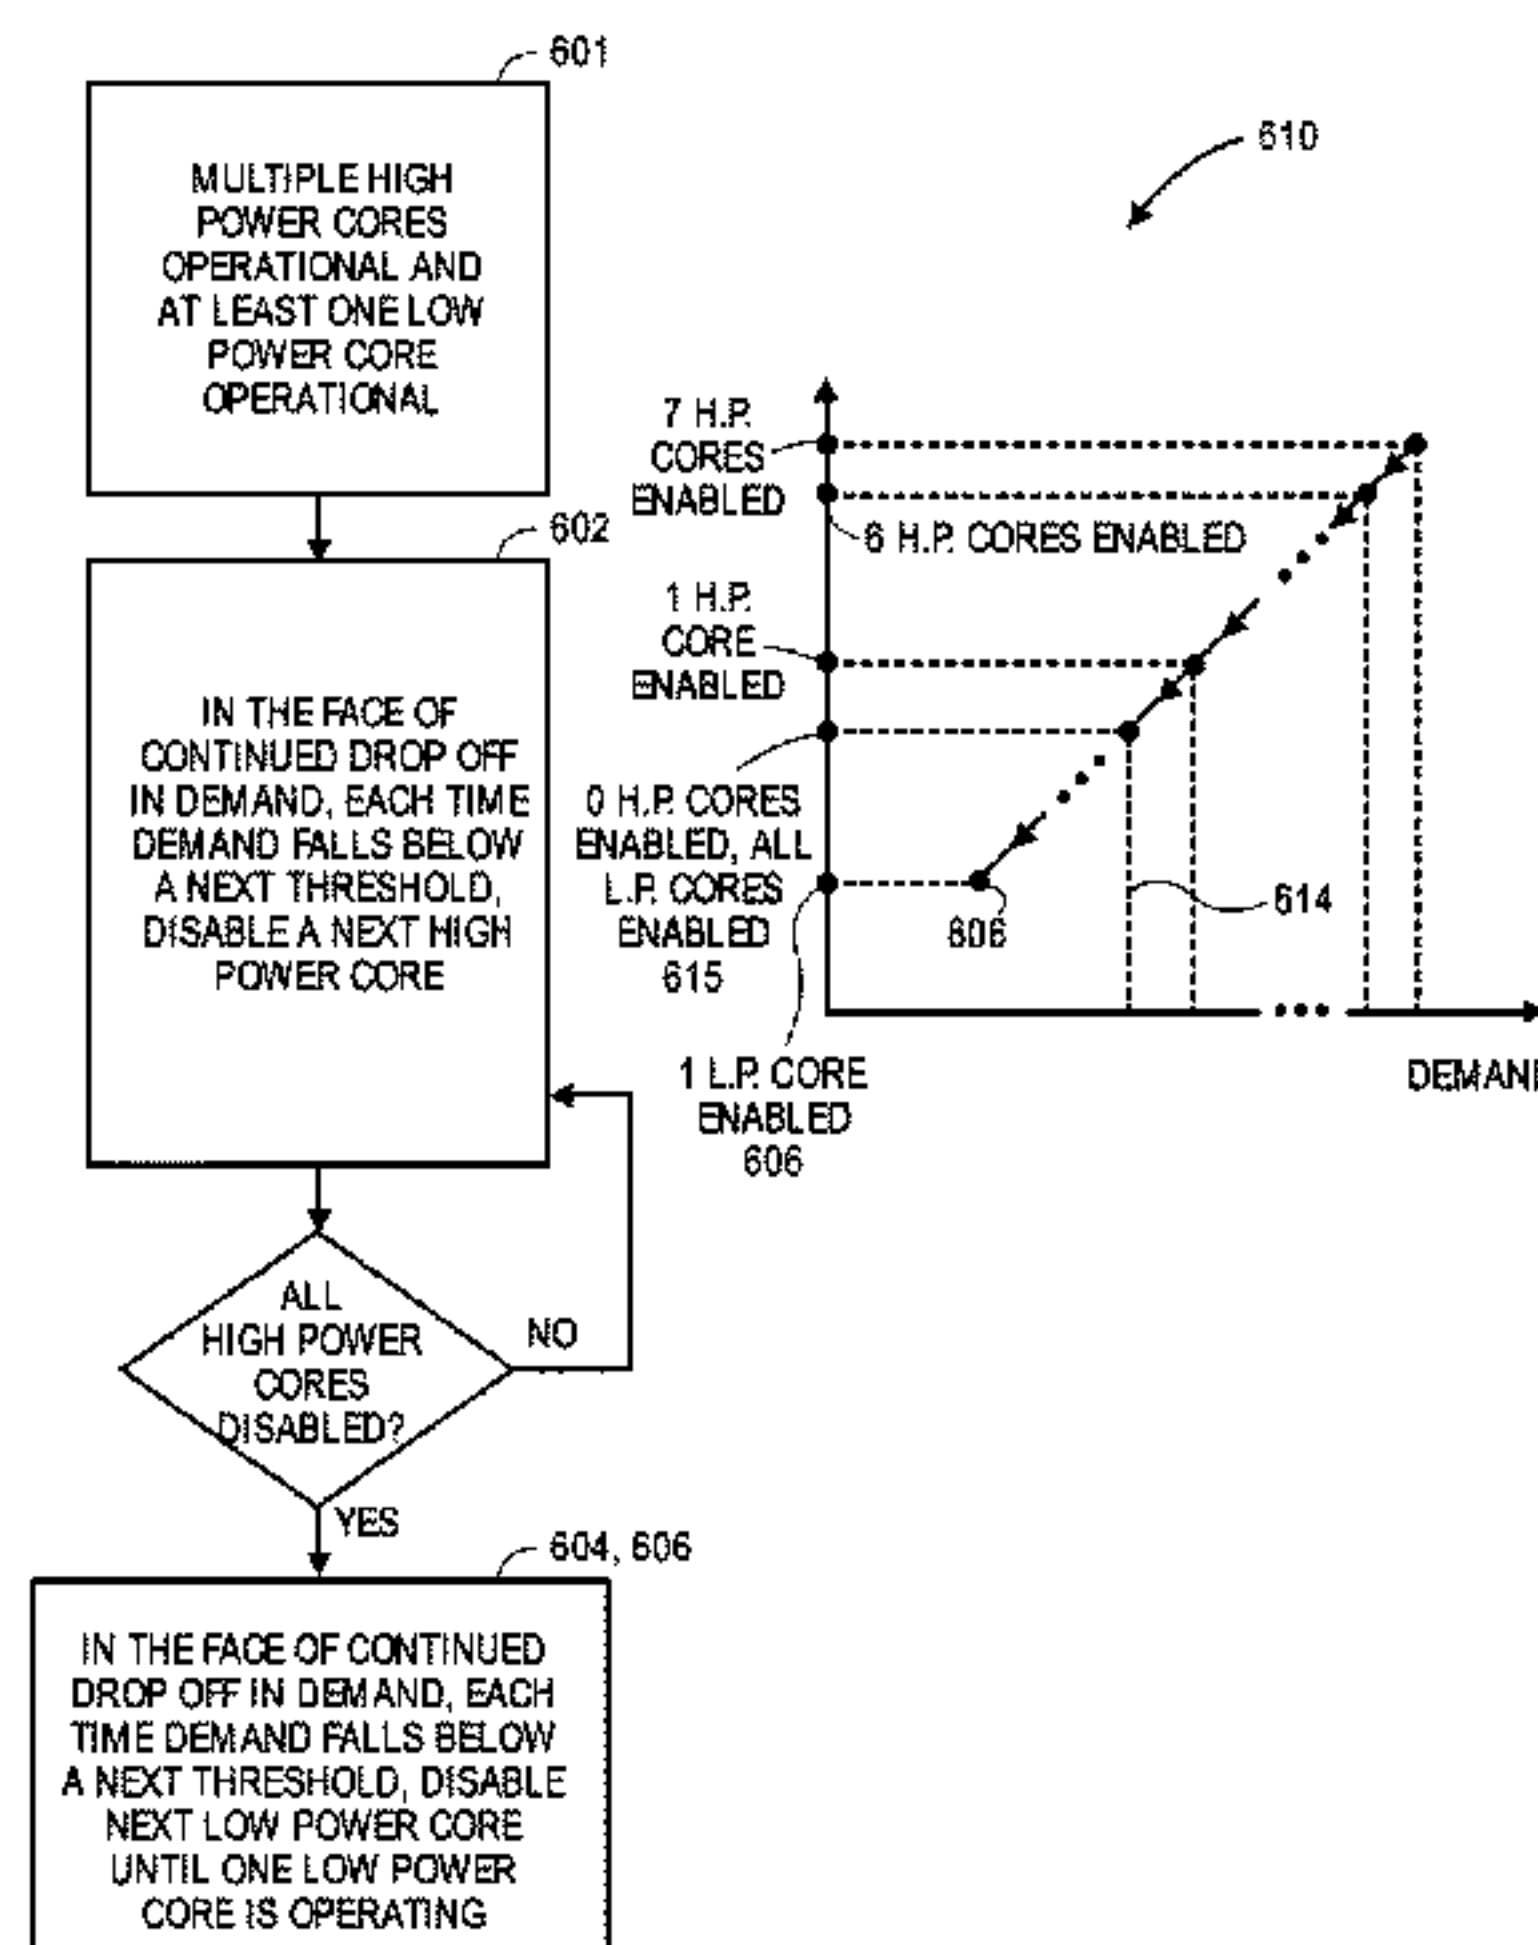 601
MULTIPLE HIGH
POWER CORES
OPERATIONAL AND
AT LEAST ONE LOW
POWER CORE
OPERATIONAL
602
IN THE FACE OF
CONTINUED DROP OFF
IN DEMAND, EACH TIME
DEMAND FALLS BELOW
A NEXT THRESHOLD,
DISABLE A NEXT HIGH
POWER CORE
ALL
HIGH POWER
CORES
DISABLED?
NO
YES
604, 606
IN THE FACE OF CONTINUED
DROP OFF IN DEMAND, EACH
TIME DEMAND FALLS BELOW
A NEXT THRESHOLD, DISABLE
NEXT LOW POWER CORE
UNTIL ONE LOW POWER
CORE IS OPERATING
610
7 H.P.
CORES
ENABLED
6 H.P. CORES ENABLED
1 H.P.
CORE
ENABLED
0 H.P. CORES
ENABLED, ALL
L.P. CORES
ENABLED
615
606
614
1 L.P. CORE
ENABLED
606